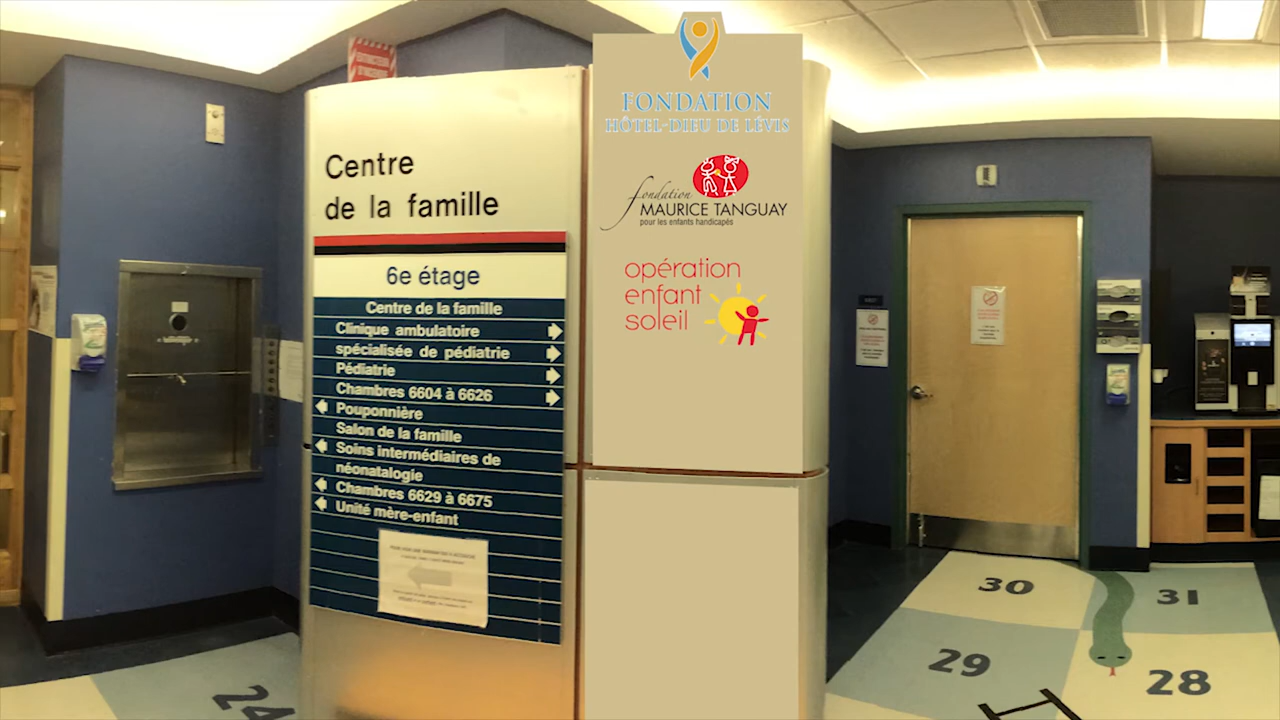 Centre
de la famille
6e étage
Centre de la famille
Clinique ambulatoire
spécialisée de pédiatrie
Pédiatrie
Chambres 6604 à 6626
Pouponnière
Salon de la famille
Soins intermédiaires de
néonatalogie
Chambres 6629 à 6675
Unité mère-enfant
FONDATION
HÔTEL-DIEU DE LÉVIS
fondation
MAURICE TANGUAY
pour les enfants handicapés
opération
enfant
soleil
30
31
29
28
24